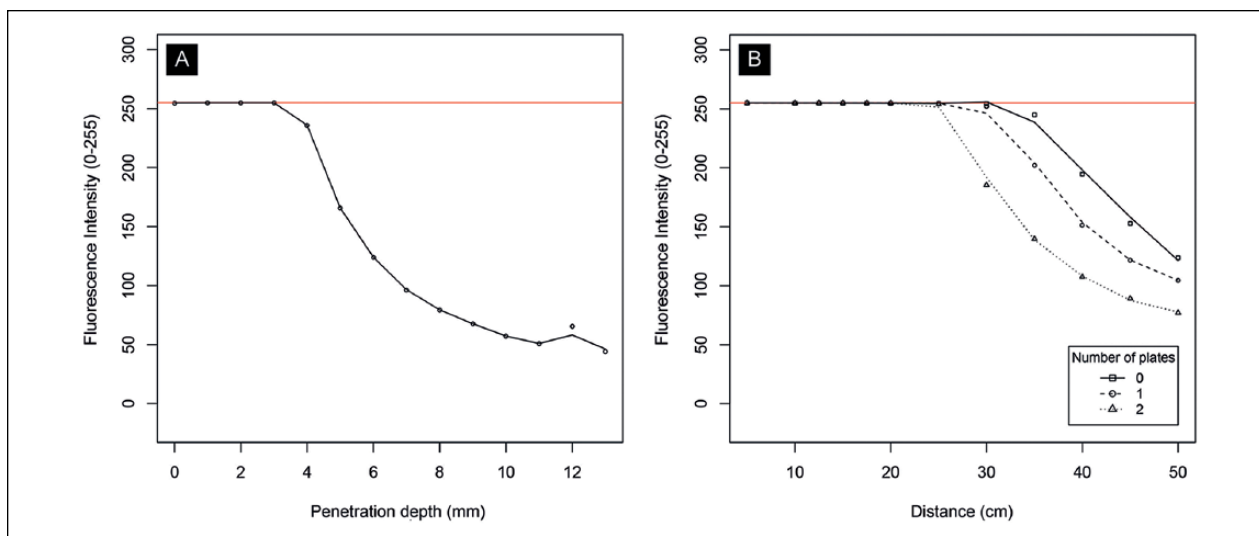 A
Fluorescence Intensity (0-255)
300
250
200
150
100
50
0
0 2 4 6 8 10 12
Penetration depth (mm)
B
Fluorescence Intensity (0-255)
300
250
200
150
100
50
0
Number of plates
0
1
2
10 20 30 40 50
Distance (cm)